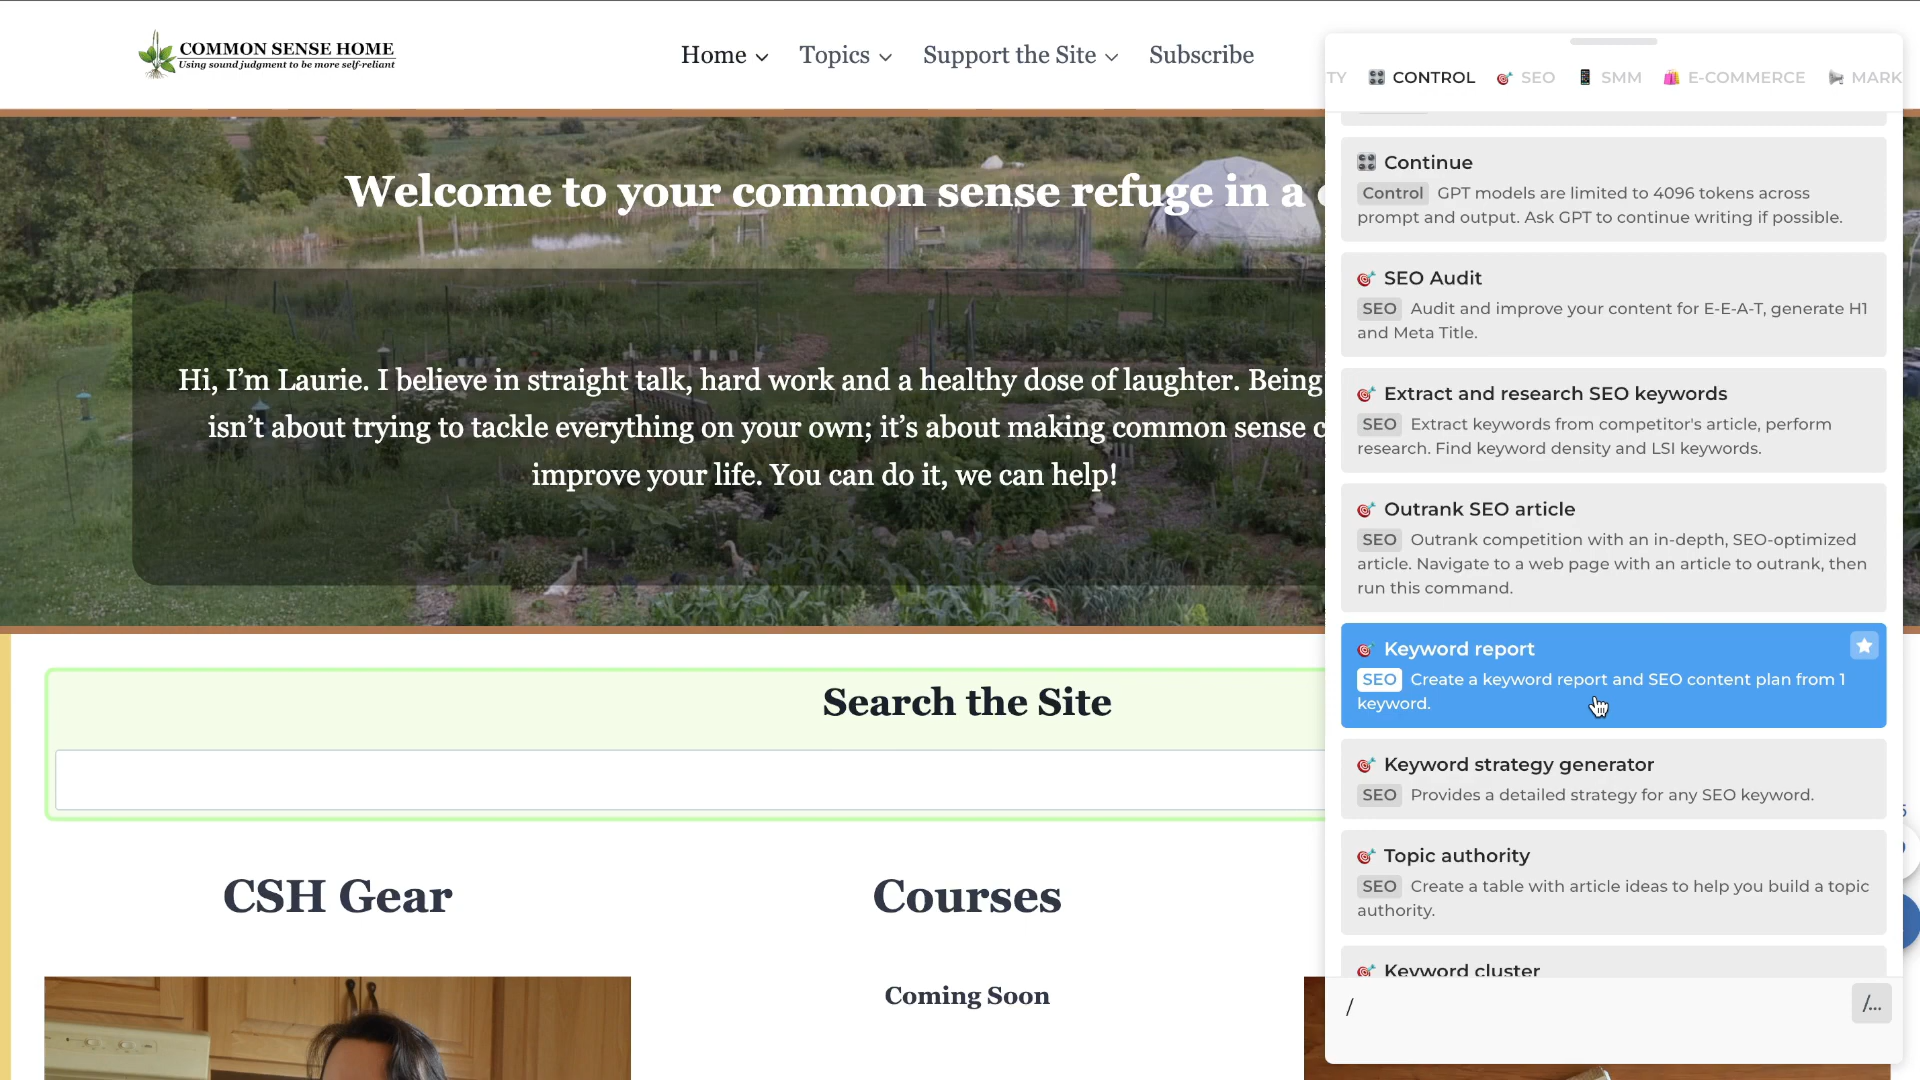 COMMON SENSE HOME
Using sound judgment to be more self-reliant
Home
Topics
Support the Site
Subscribe
Welcome to your common sense refuge in a
Hi, I'm Laurie. I believe in straight talk, hard work and a healthy dose of laughter. Being
isn't about trying to tackle everything on your own; it's about making common sense c
improve your life. You can do it, we can help!
Search the Site
CSH Gear
Courses
Coming Soon
TY
CONTROL
SEO
SMM
E-COMMERCE
MARK
Continue
Control GPT models are limited to 4096 tokens across
prompt and output. Ask GPT to continue writing if possible.
SEO Audit
SEO Audit and improve your content for E-E-A-T, generate H1
and Meta Title.
Extract and research SEO keywords
SEO Extract keywords from competitor's article, perform
research. Find keyword density and LSI keywords.
Outrank SEO article
SEO Outrank competition with an in-depth, SEO-optimized
article. Navigate to a web page with an article to outrank, then
run this command.
Keyword report
SEO Create a keyword report and SEO content plan from 1
keyword.
Keyword strategy generator
SEO Provides a detailed strategy for any SEO keyword.
Topic authority
SEO Create a table with article ideas to help you build a topic
authority.
Keyword cluster
/
/...